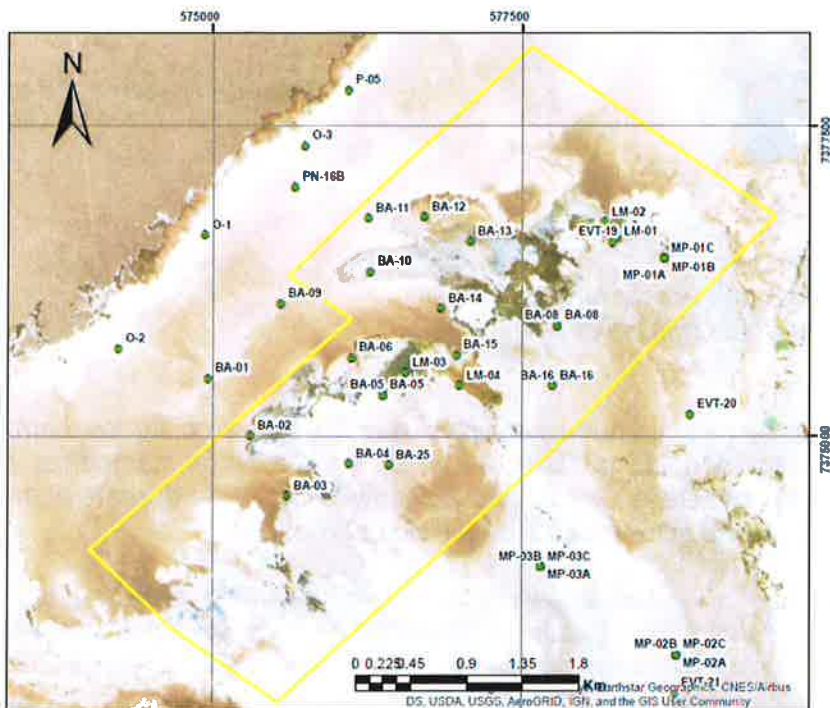 575000 577500
N
P-05
7377500
O-3
PN-16B
BA-11 BA-12
LM-02
O-1
BA-13 EVT-19 LM-01
MP-01C
BA-10
MP-01A MP-01B
BA-09
BA-14
BA-08 BA-08
O-2
BA-15
BA-06
LM-03
BA-01
BA-05 BA-05 LM-04 BA-16 BA-16
EVT-20
BA-02
7375000
BA-04 BA-25
BA-03
MP-03B MP-03C
MP-03A
MP-02B MP-02C
MP-02A
0 0.225 0.45 0.9 1.35 1.8
Km
EVT-21
Earthstar Geographics, CNES/Airbus
DS, USDA, USGS, AeroGRID, IGN, and the GIS User Community